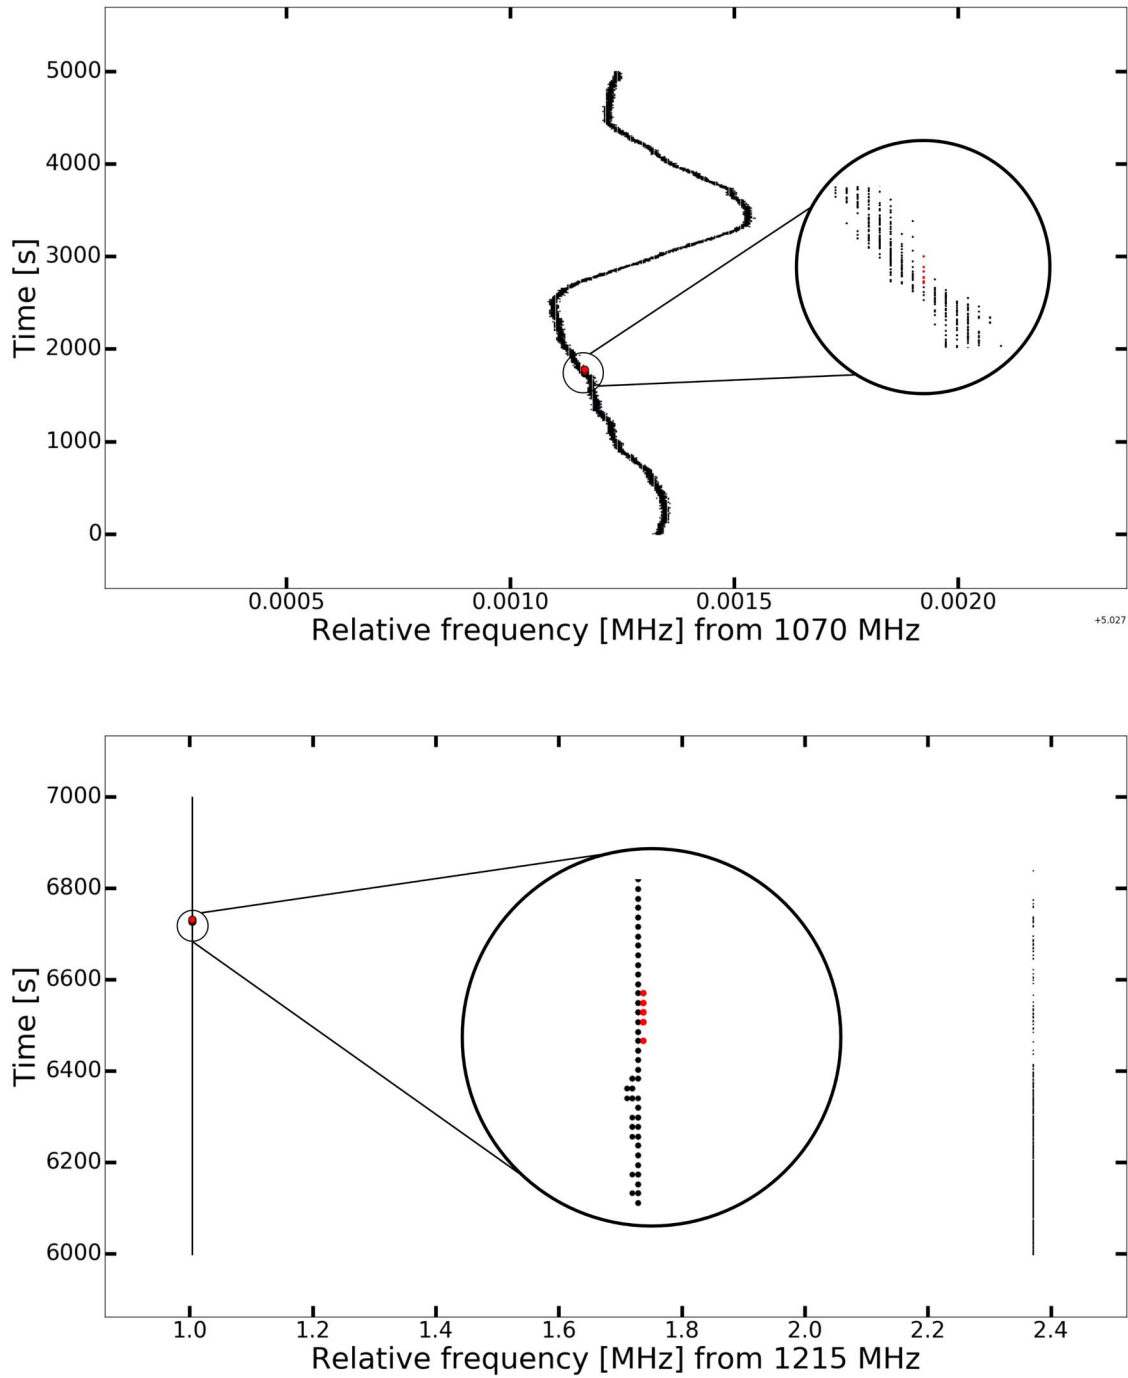 5000
4000
3000
2000
1000
0
Time [s]
0.0005 0.0010 0.0015 0.0020
Relative frequency [MHz] from 1070 MHz
+5.027
7000
6800
6600
6400
6200
6000
Time [s]
1.0 1.2 1.4 1.6 1.8 2.0 2.2 2.4
Relative frequency [MHz] from 1215 MHz